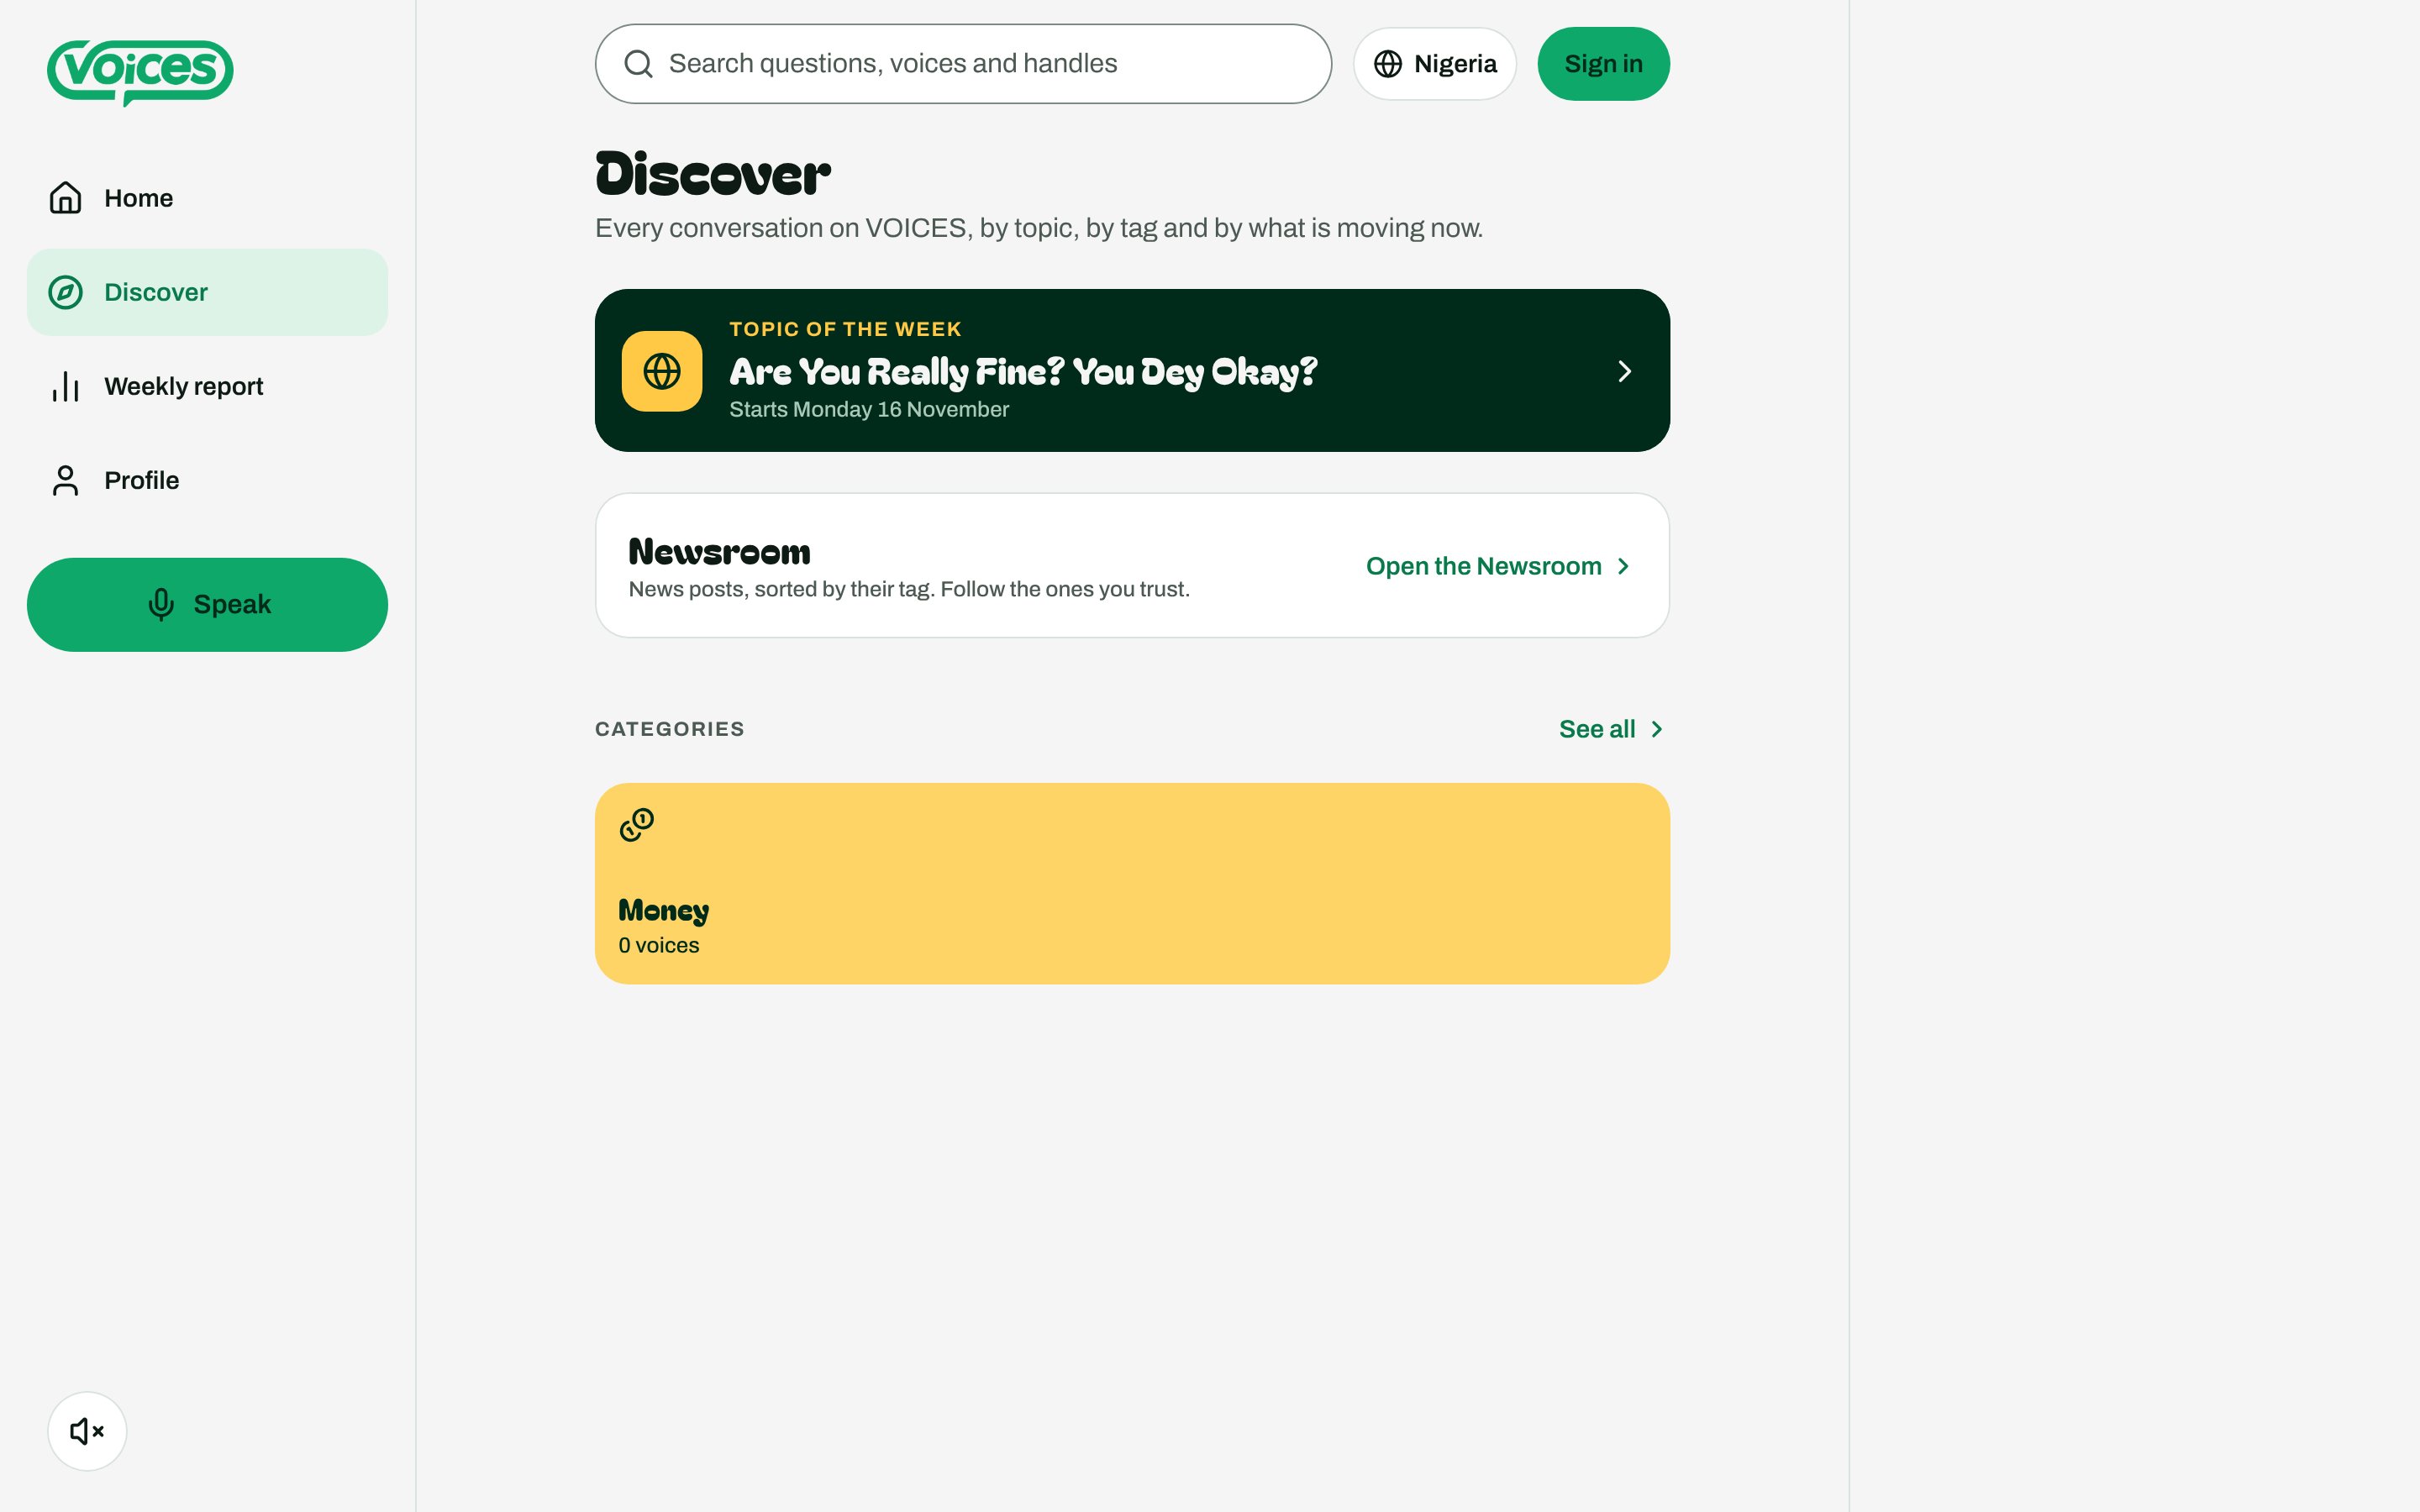 voices
Home
Discover
Weekly report
Profile
Speak
Search questions, voices and handles
Nigeria
Sign in
Discover
Every conversation on VOICES, by topic, by tag and by what is moving now.
TOPIC OF THE WEEK
Are You Really Fine? You Dey Okay?
Starts Monday 16 November
Newsroom
News posts, sorted by their tag. Follow the ones you trust.
Open the Newsroom
CATEGORIES
See all
Money
0 voices